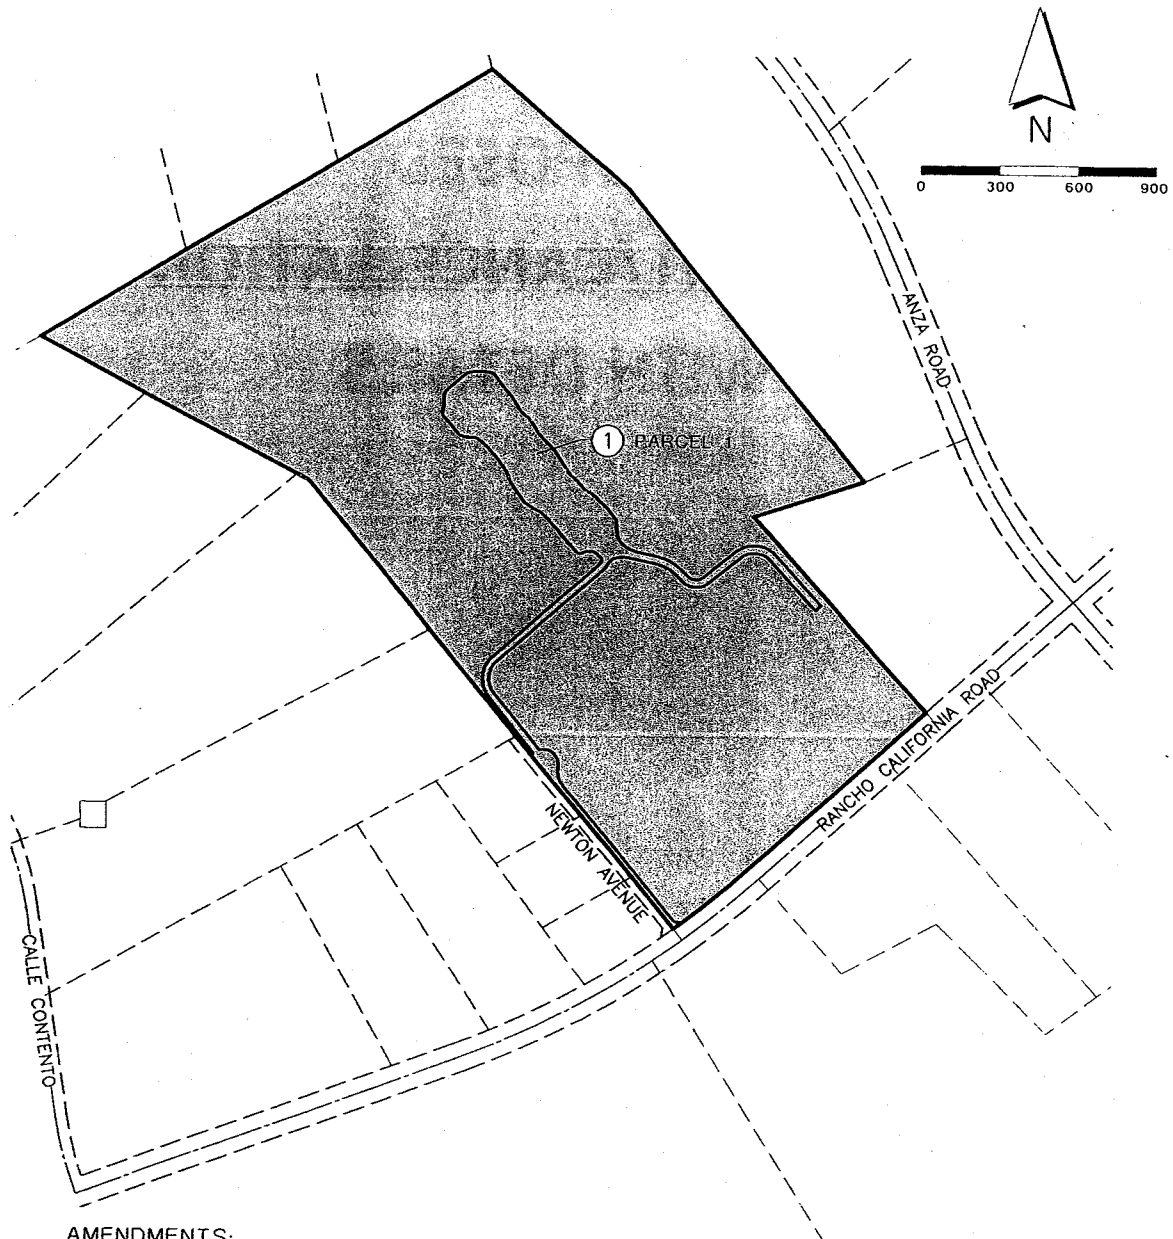 N
0 300 600 900
ANZA ROAD
1 PARCEL 1
RANCHO CALIFORNIA ROAD
NEWTON AVENUE
CALLE CONTENTO
AMENDMENTS: